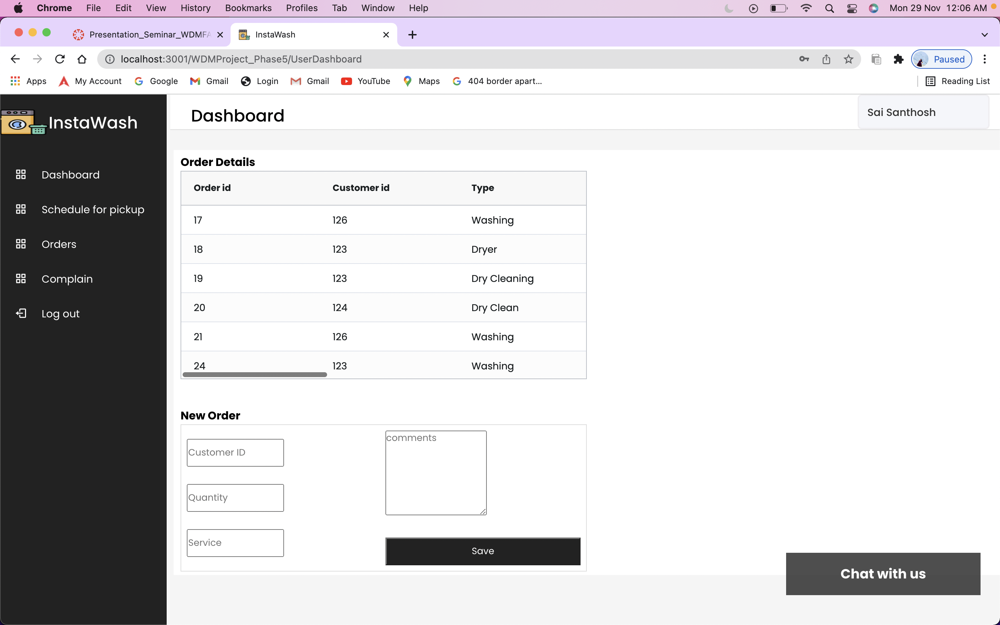 Chrome File Edit View History Bookmarks Profiles Tab Window Help Mon 29 Nov 12:06 AM
Presentation_Seminar_WDMFA InstaWash
localhost:3001/WDMProject_Phase5/UserDashboard Paused
Apps My Account Google Gmail Login Gmail YouTube Maps 404 border apart... Reading List
InstaWash
Dashboard
Schedule for pickup
Orders
Complain
Log out
Dashboard
Sai Santhosh
Order Details
Order id Customer id Type
17 126 Washing
18 123 Dryer
19 123 Dry Cleaning
20 124 Dry Clean
21 126 Washing
24 123 Washing
New Order
Customer ID
Quantity
Service
comments
Save
Chat with us